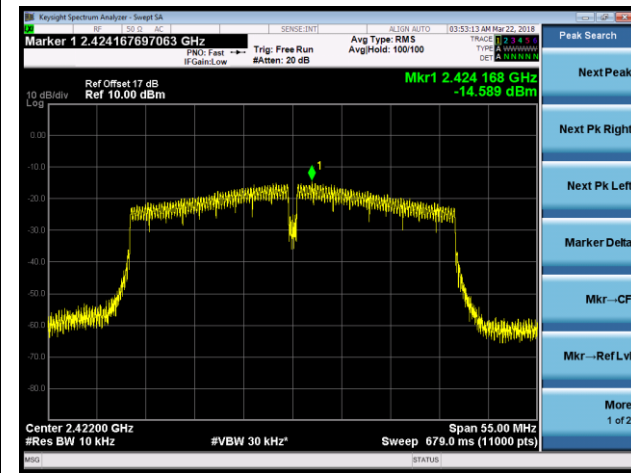 Keysight Spectrum Analyzer - Swept SA
RF 50 Ω AC SENSE:INT ALIGN AUTO 03:53:13 AM Mar 22, 2018
Marker 1 2.424167697063 GHz
PNO: Fast
IFGain:Low
Trig: Free Run
#Atten: 20 dB
Avg Type: RMS
Avg|Hold: 100/100
TRACE 1 2 3 4 5 6
TYPE A WWWWW
DET A NNNNN
Mkr1 2.424 168 GHz
-14.589 dBm
Ref Offset 17 dB
10 dB/div Ref 10.00 dBm
Log
0.00
-10.0
-20.0
-30.0
-40.0
-50.0
-60.0
-70.0
-80.0
1
Center 2.42200 GHz
Span 55.00 MHz
#Res BW 10 kHz
#VBW 30 kHz*
Sweep 679.0 ms (11000 pts)
MSG
STATUS
Peak Search
Next Peak
Next Pk Right
Next Pk Left
Marker Delta
Mkr→CF
Mkr→Ref Lvl
More
1 of 2